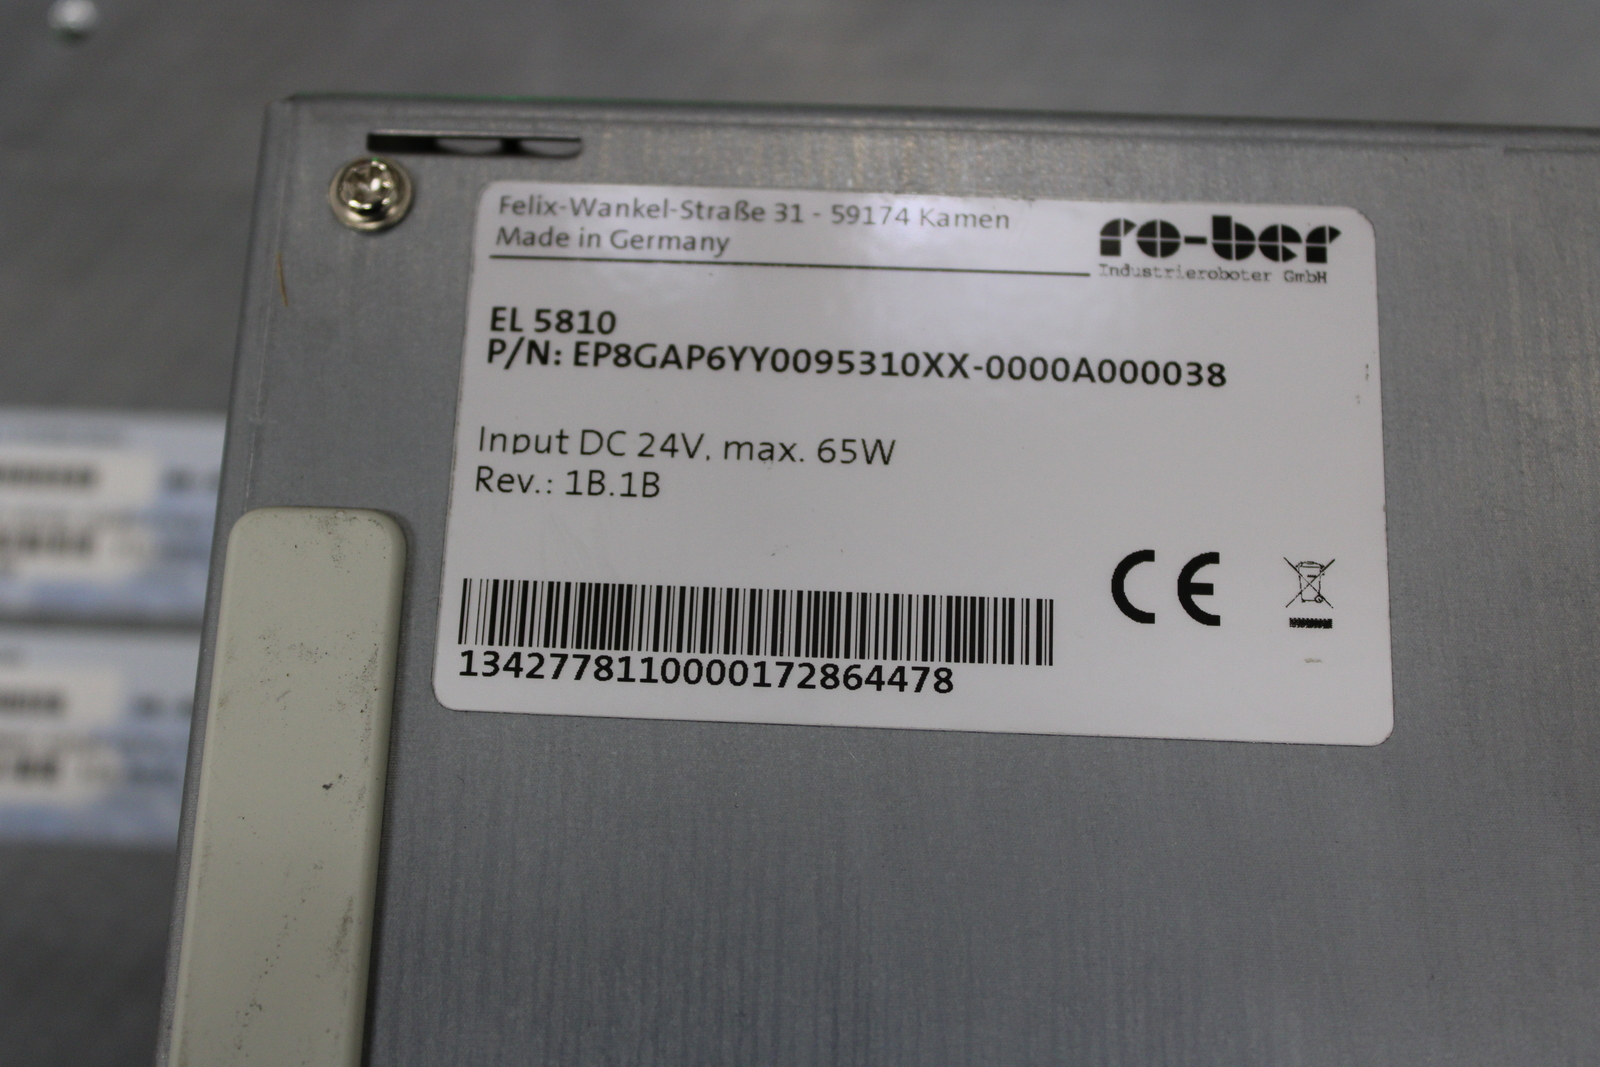 Felix-Wankel-Straße 31 - 59174 Kamen
Made in Germany
ro-ber
Industrieroboter GmbH
EL 5810
P/N: EP8GAP6YY0095310XX-0000A000038
Input DC 24V, max. 65W
Rev.: 1B.1B
CE
1342778110000172864478